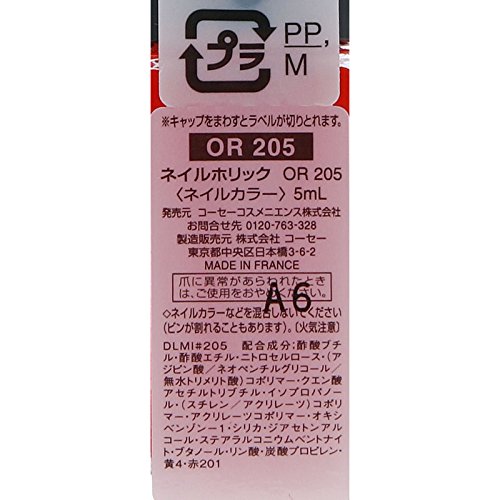 プラ
PP,
M
※キャップをまわすとラベルが切りとれます。
OR 205
ネイルホリック OR 205
〈ネイルカラー〉5mL
発売元 コーセーコスメニエンス株式会社
お問合せ先 0120-763-328
製造販売元 株式会社 コーセー
東京都中央区日本橋3-6-2
MADE IN FRANCE
爪に異常があらわれたとき
は、ご使用をおやめください。
A6
◇ネイルカラーなどを混合しないでください
(ビンが割れることもあります。)〔火気注意〕
DLMI#205 配合成分;酢酸ブチ
ル・酢酸エチル・ニトロセルロース・(ア
ジピン酸/ネオペンチルグリコール/
無水トリメリト酸)コポリマー・クエン酸
アセチルトリブチル・イソプロパノー
ル・(スチレン/アクリレーツ)コポリ
マー・アクリレーツコポリマー・オキシ
ベンゾン-1・シリカ・ジアセトンアル
コール・ステアラルコニウムベントナイ
ト・ブタノール・リン酸・炭酸プロピレン・
黄4・赤201